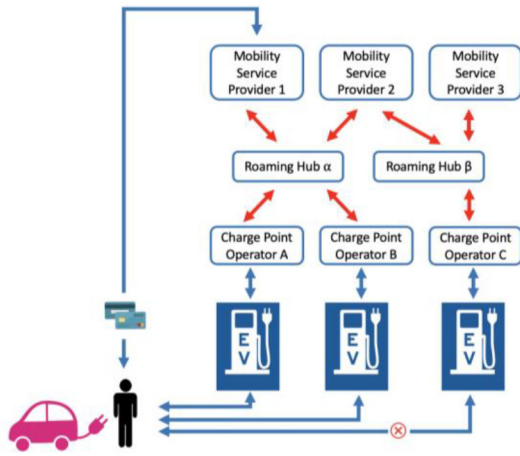 Mobility
Service
Provider 1
Mobility
Service
Provider 2
Mobility
Service
Provider 3
Roaming Hub α
Roaming Hub β
Charge Point
Operator A
Charge Point
Operator B
Charge Point
Operator C
E
V
E
V
E
V